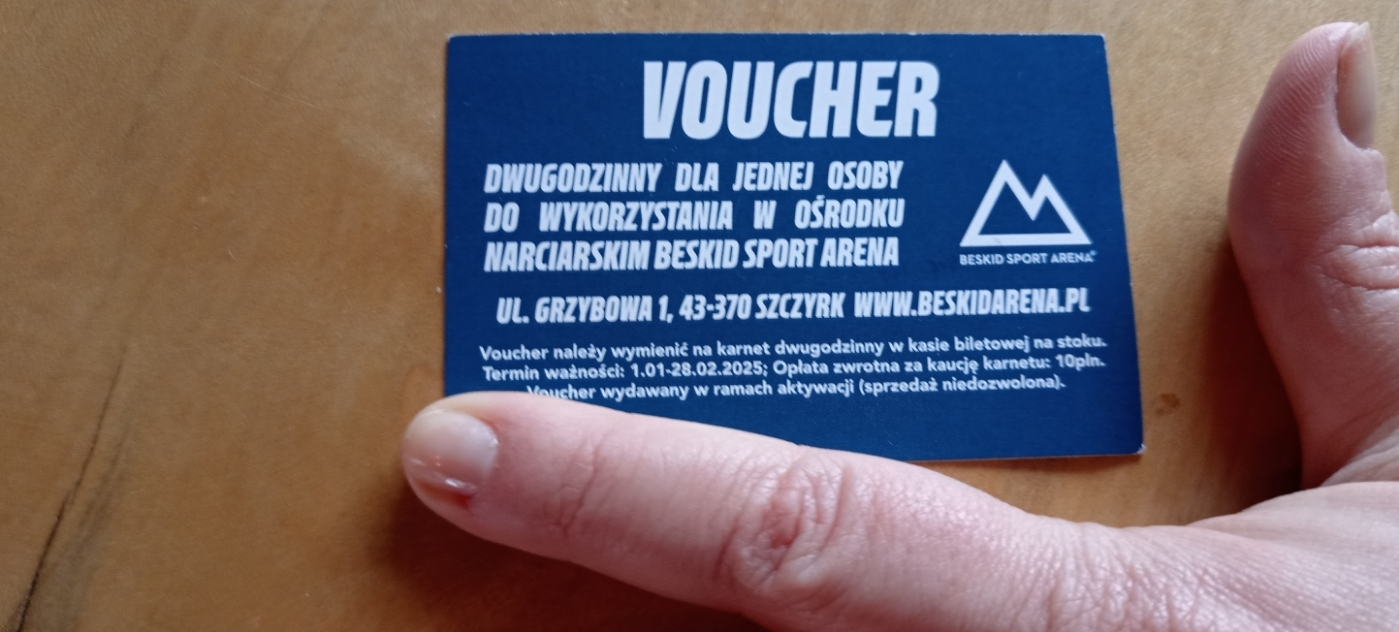 VOUCHER
DWUGODZINNY DLA JEDNEJ OSOBY
DO WYKORZYSTANIA W OŚRODKU
NARCIARSKIM BESKID SPORT ARENA
BESKID SPORT ARENA®
UL. GRZYBOWA 1, 43-370 SZCZYRK WWW.BESKIDARENA.PL
Voucher należy wymienić na karnet dwugodzinny w kasie biletowej na stoku.
Termin ważności: 1.01-28.02.2025; Opłata zwrotna za kaucję karnetu: 10pln.
Voucher wydawany w ramach aktywacji (sprzedaż niedozwolona).